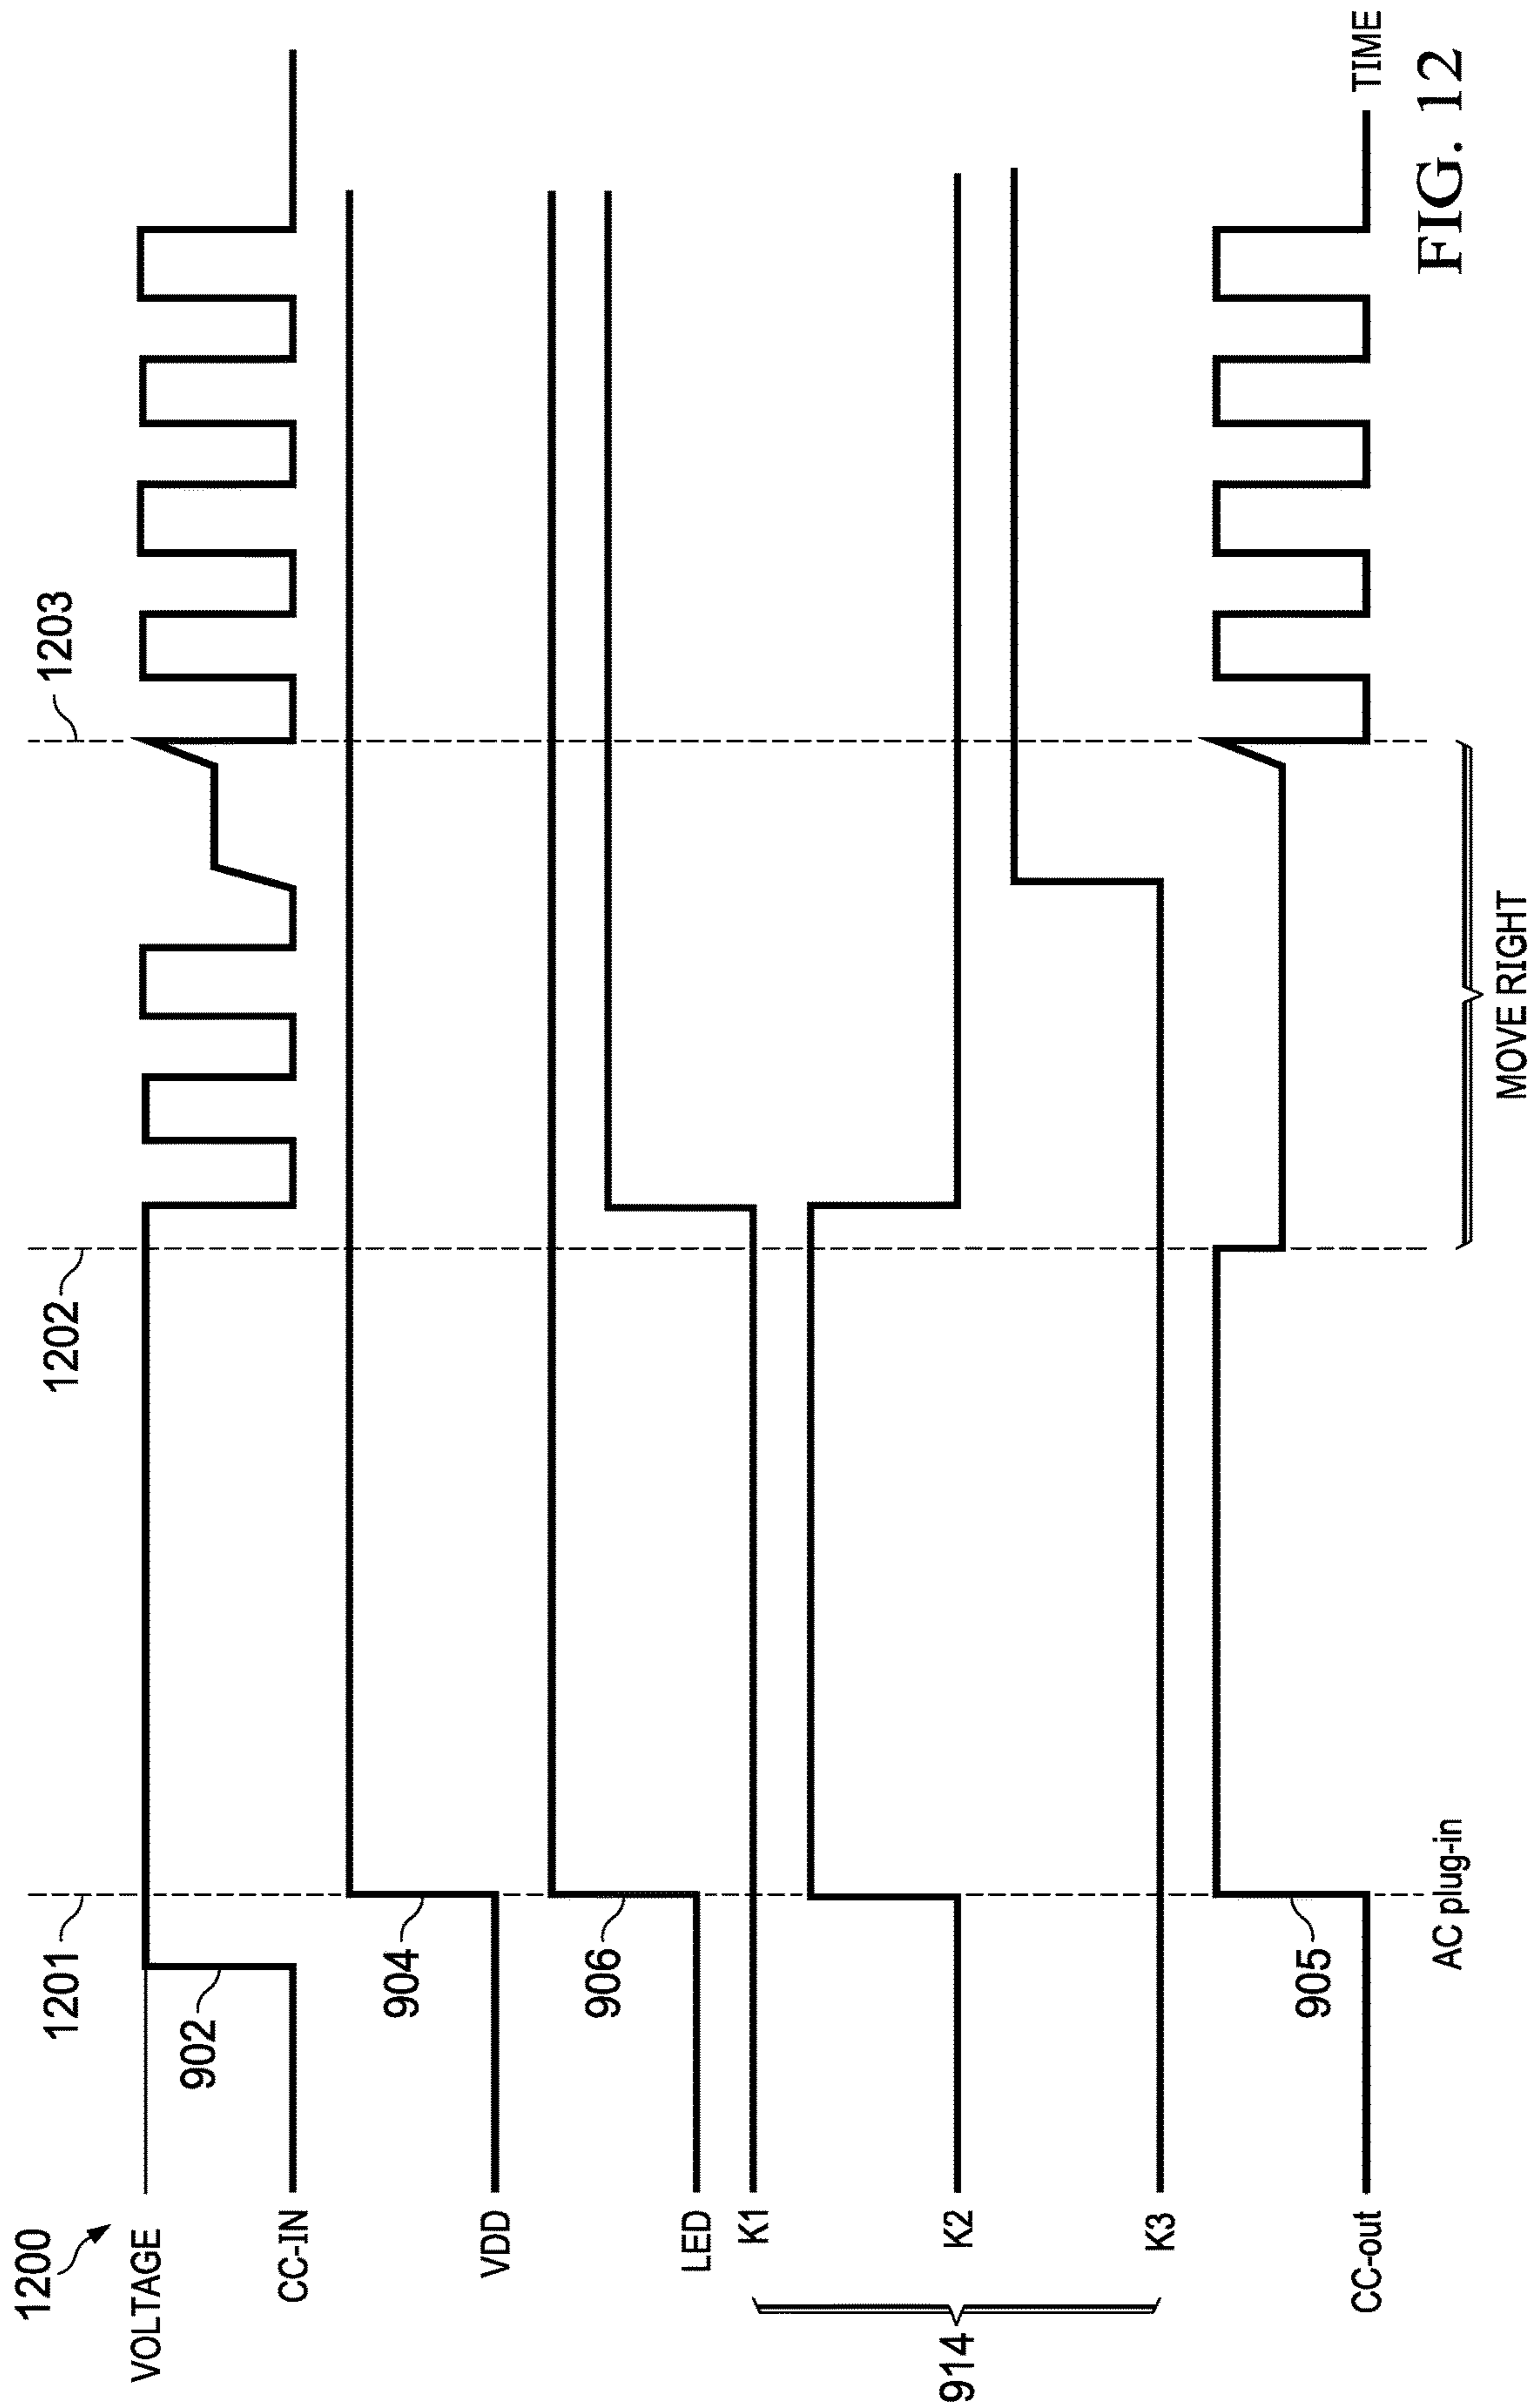 1200
VOLTAGE
1201
1202
1203
902
CC-IN
904
VDD
906
LED
K1
914
K2
K3
905
CC-out
TIME
AC plug-in
MOVE RIGHT
FIG. 12